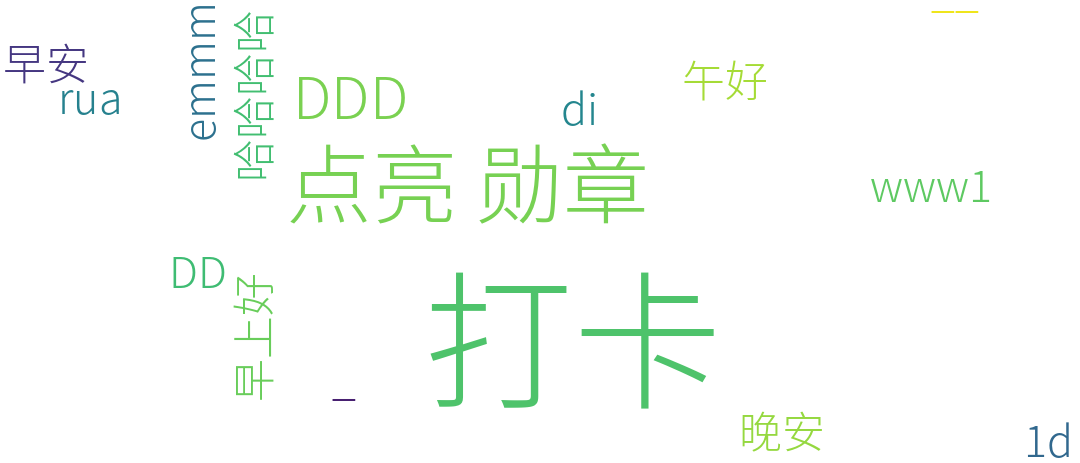 早安
rua
emmm
哈哈哈哈
DDD
di
午好
__
点亮 勋章
www1
DD
早上好
打卡
_
晚安
1d